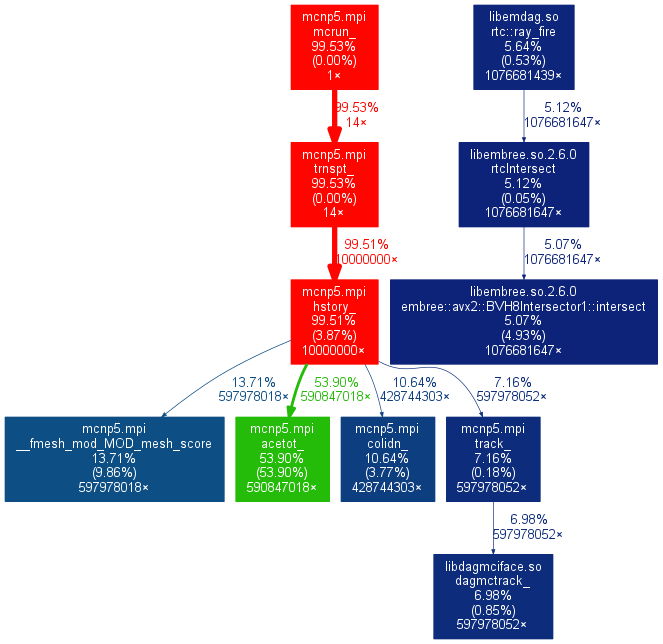 mcnp5.mpi
mcrun_
99.53%
(0.00%)
1×
libemdag.so
rtc::ray_fire
5.64%
(0.53%)
1076681439×
99.53%
14×
5.12%
1076681647×
mcnp5.mpi
trnspt_
99.53%
(0.00%)
14×
libembree.so.2.6.0
rtcIntersect
5.12%
(0.05%)
1076681647×
99.51%
10000000×
5.07%
1076681647×
mcnp5.mpi
hstory_
99.51%
(3.87%)
10000000×
libembree.so.2.6.0
embree::avx2::BVH8Intersector1::intersect
5.07%
(4.93%)
1076681647×
13.71%
597978018×
53.90%
590847018×
10.64%
428744303×
7.16%
597978052×
mcnp5.mpi
__fmesh_mod_MOD_mesh_score
13.71%
(9.86%)
597978018×
mcnp5.mpi
acetot_
53.90%
(53.90%)
590847018×
mcnp5.mpi
colidn_
10.64%
(3.77%)
428744303×
mcnp5.mpi
track_
7.16%
(0.18%)
597978052×
6.98%
597978052×
libdagmciface.so
dagmctrack_
6.98%
(0.85%)
597978052×